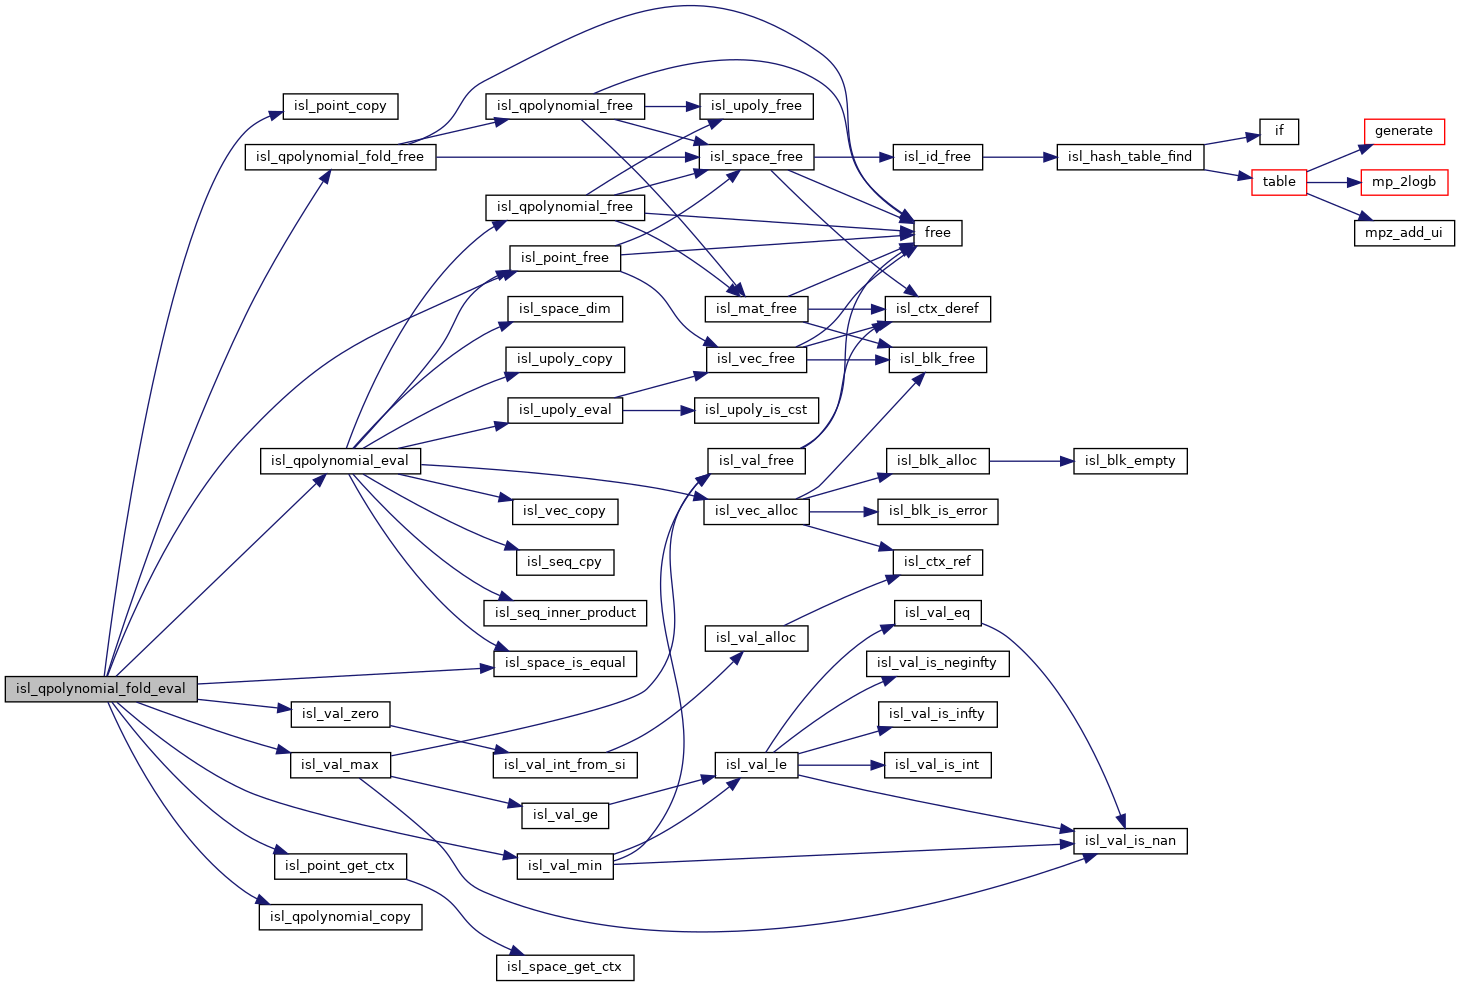 isl_point_copy
isl_qpolynomial_free
isl_upoly_free
if
generate
isl_qpolynomial_fold_free
isl_space_free
isl_id_free
isl_hash_table_find
table
mp_2logb
isl_qpolynomial_free
free
mpz_add_ui
isl_point_free
isl_space_dim
isl_mat_free
isl_ctx_deref
isl_upoly_copy
isl_vec_free
isl_blk_free
isl_upoly_eval
isl_upoly_is_cst
isl_qpolynomial_eval
isl_val_free
isl_blk_alloc
isl_blk_empty
isl_vec_copy
isl_vec_alloc
isl_blk_is_error
isl_seq_cpy
isl_ctx_ref
isl_seq_inner_product
isl_val_eq
isl_val_alloc
isl_space_is_equal
isl_val_is_neginfty
isl_qpolynomial_fold_eval
isl_val_zero
isl_val_is_infty
isl_val_max
isl_val_int_from_si
isl_val_le
isl_val_is_int
isl_val_ge
isl_val_is_nan
isl_point_get_ctx
isl_val_min
isl_qpolynomial_copy
isl_space_get_ctx